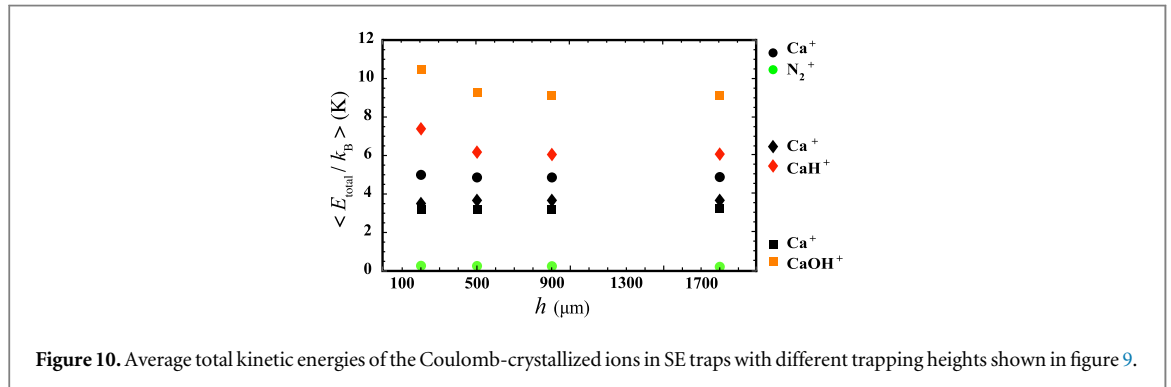 12
10
8
6
4
2
0
< E_total / k_B > (K)
100 500 900 1300 1700
h (μm)
Ca⁺
N₂⁺
Ca⁺
CaH⁺
Ca⁺
CaOH⁺
Figure 10. Average total kinetic energies of the Coulomb-crystallized ions in SE traps with different trapping heights shown in figure 9.